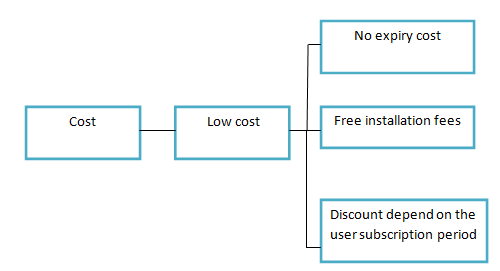 No expiry cost
Cost
Low cost
Free installation fees
Discount depend on the
user subscription period